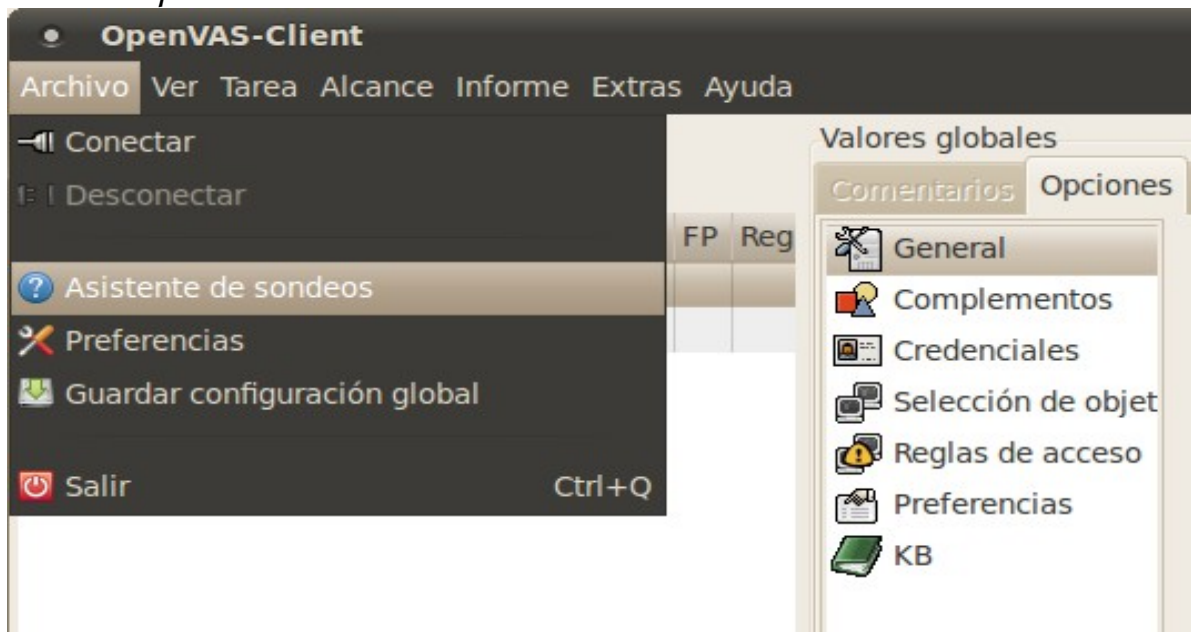 OpenVAS-Client
Archivo Ver Tarea Alcance Informe Extras Ayuda
Conectar
Desconectar
Asistente de sondeos
Preferencias
Guardar configuración global
Salir Ctrl+Q
FP Reg
Valores globales
Comentarios Opciones
General
Complementos
Credenciales
Selección de objet
Reglas de acceso
Preferencias
KB